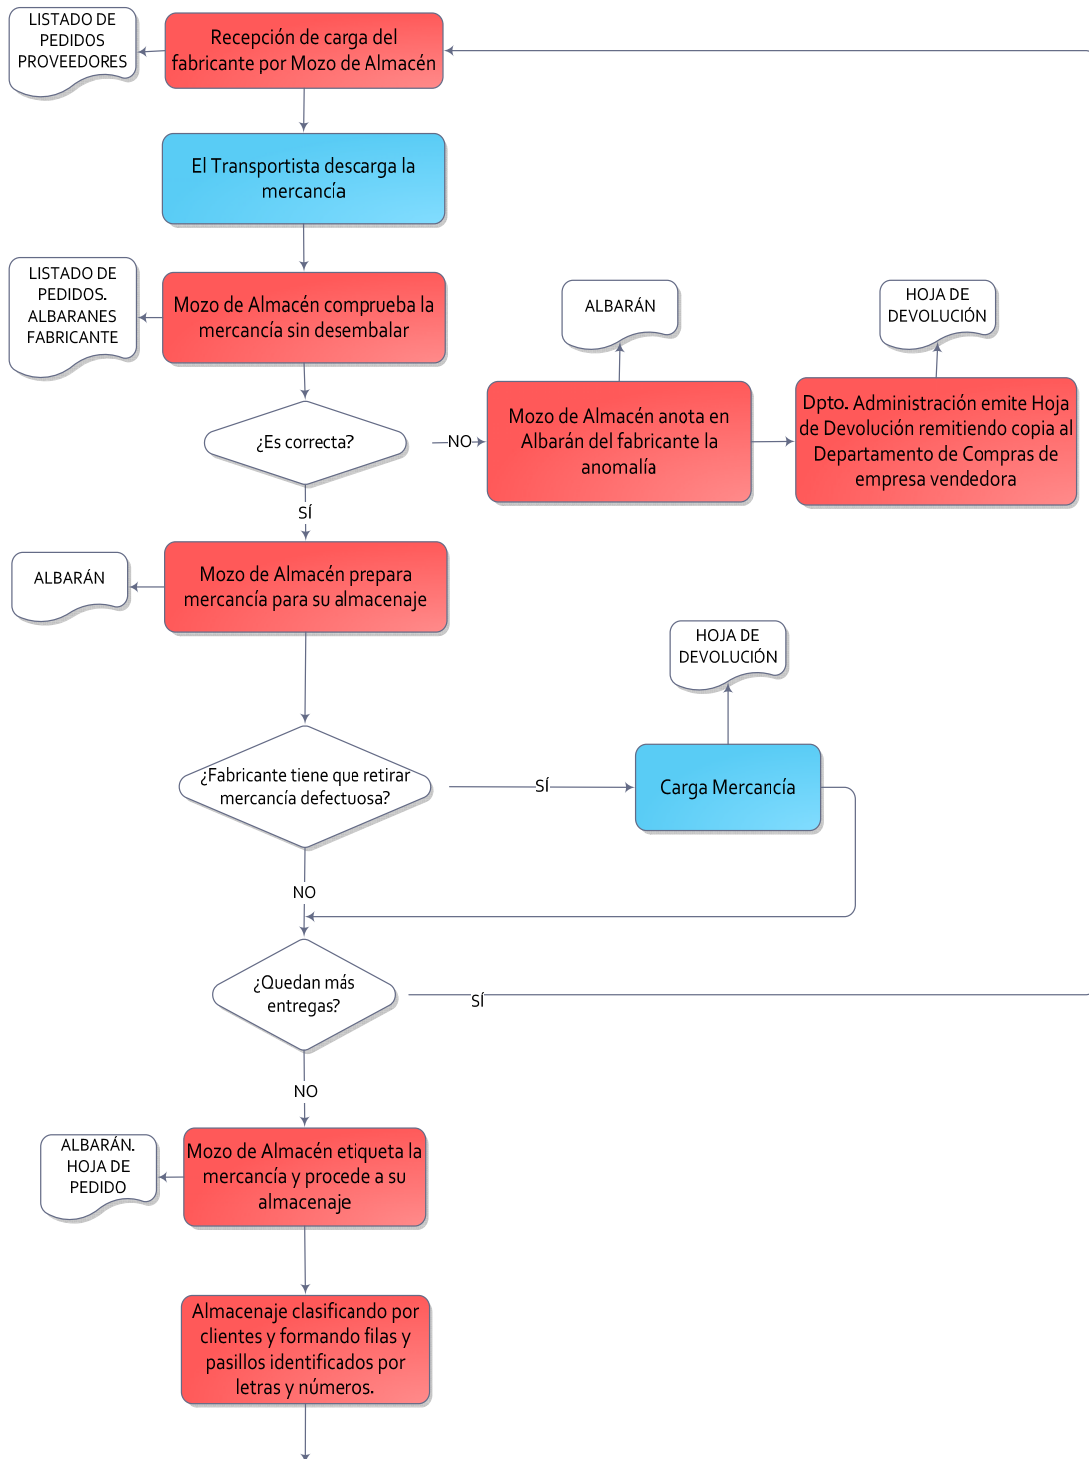 LISTADO DE
PEDIDOS
PROVEEDORES
Recepción de carga del
fabricante por Mozo de Almacén
El Transportista descarga la
mercancía
LISTADO DE
PEDIDOS.
ALBARANES
FABRICANTE
Mozo de Almacén comprueba la
mercancía sin desembalar
ALBARÁN
HOJA DE
DEVOLUCIÓN
¿Es correcta?
NO
Mozo de Almacén anota en
Albarán del fabricante la
anomalía
Dpto. Administración emite Hoja
de Devolución remitiendo copia al
Departamento de Compras de
empresa vendedora
SÍ
ALBARÁN
Mozo de Almacén prepara
mercancía para su almacenaje
HOJA DE
DEVOLUCIÓN
¿Fabricante tiene que retirar
mercancía defectuosa?
SÍ
Carga Mercancía
NO
¿Quedan más
entregas?
SÍ
NO
ALBARÁN.
HOJA DE
PEDIDO
Mozo de Almacén etiqueta la
mercancía y procede a su
almacenaje
Almacenaje clasificando por
clientes y formando filas y
pasillos identificados por
letras y números.